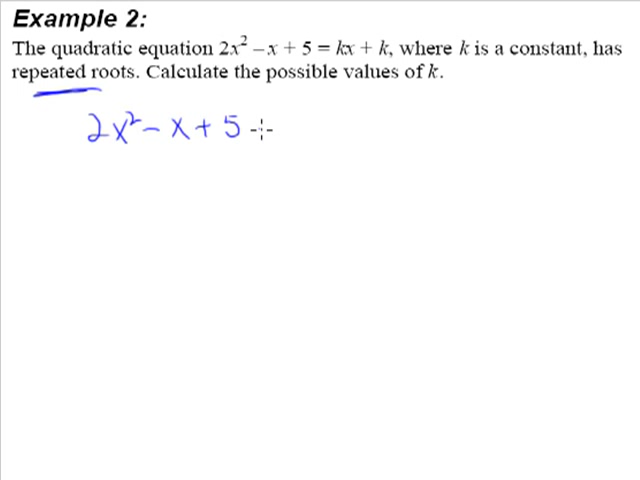 Example 2:
The quadratic equation 2x² – x + 5 = kx + k, where k is a constant, has
repeated roots. Calculate the possible values of k.
2x² – x + 5